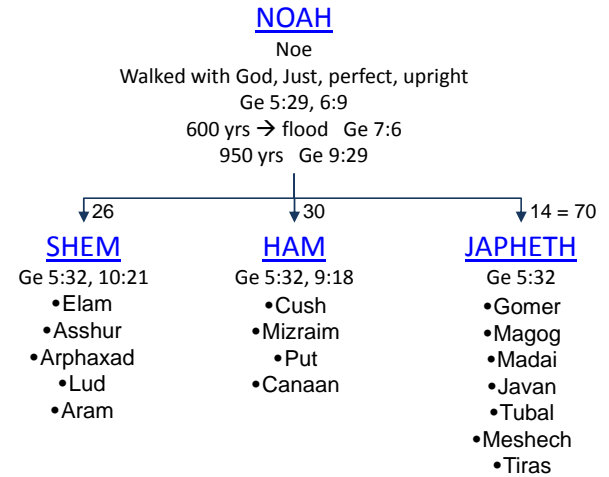 NOAH
Noe
Walked with God, Just, perfect, upright
Ge 5:29, 6:9
600 yrs → flood Ge 7:6
950 yrs Ge 9:29
26
30
14 = 70
SHEM
Ge 5:32, 10:21
•Elam
•Asshur
•Arphaxad
•Lud
•Aram
HAM
Ge 5:32, 9:18
•Cush
•Mizraim
•Put
•Canaan
JAPHETH
Ge 5:32
•Gomer
•Magog
•Madai
•Javan
•Tubal
•Meshech
•Tiras